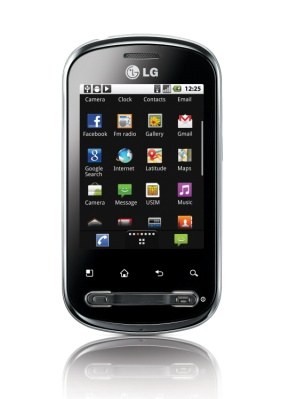 LG
12:25
Camera Clock Contacts Email
Facebook Fm radio Gallery Gmail
Google Search Internet Latitude Maps
Camera Message USIM Music